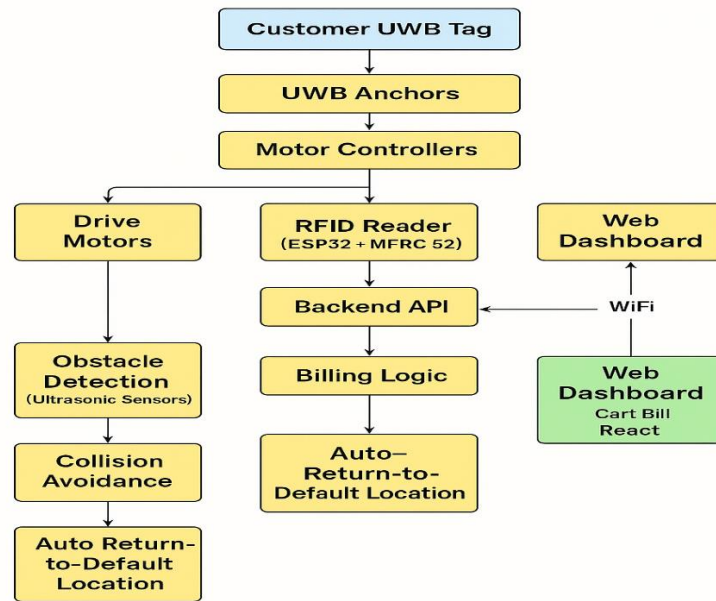 Customer UWB Tag
UWB Anchors
Motor Controllers
Drive
Motors
RFID Reader
(ESP32 + MFRC 52)
Web
Dashboard
Backend API
WiFi
Obstacle
Detection
(Ultrasonic Sensors)
Billing Logic
Web
Dashboard
Cart Bill
React
Collision
Avoidance
Auto–
Return-to-
Default Location
Auto Return-
to-Default
Location